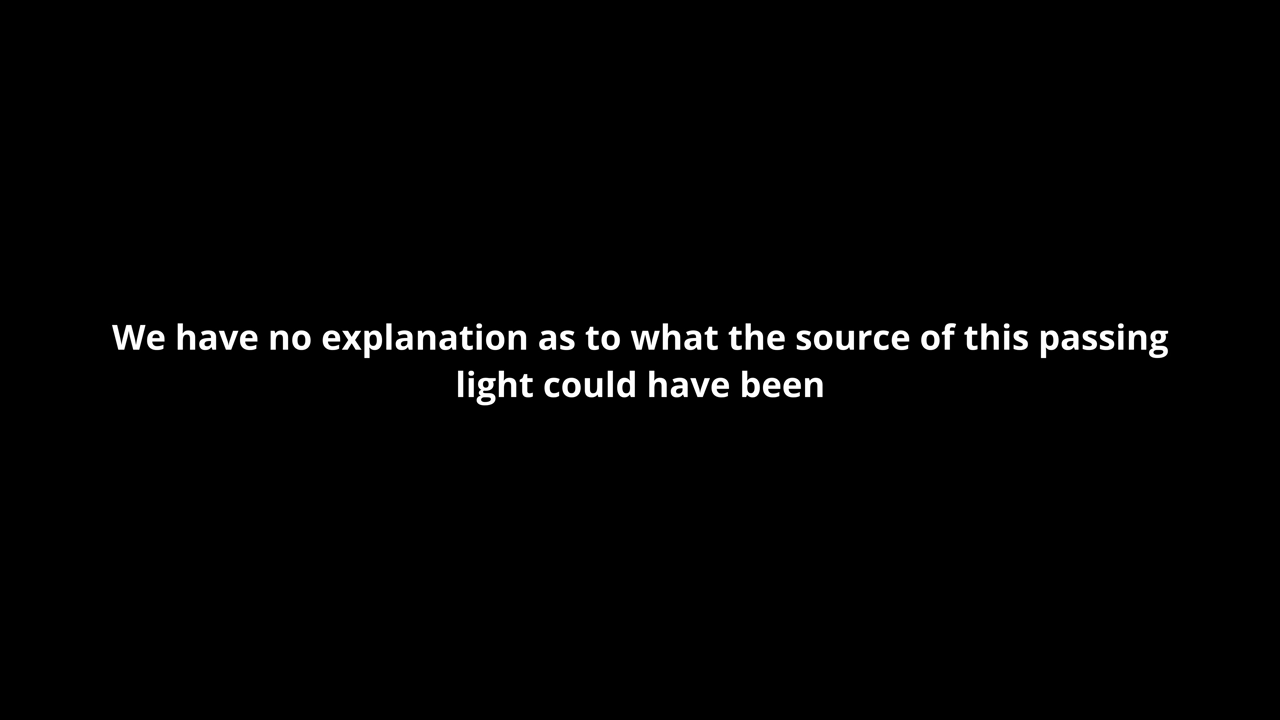 We have no explanation as to what the source of this passing
light could have been